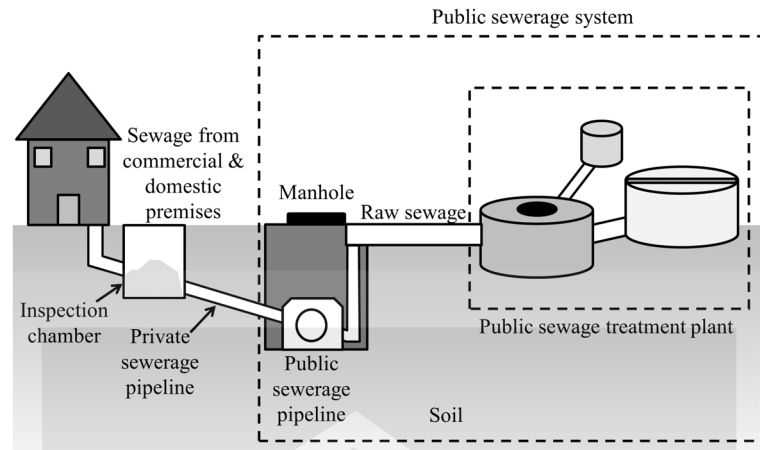 Public sewerage system
Sewage from
commercial &
domestic
premises
Manhole
Raw sewage
Inspection
chamber
Private
sewerage
pipeline
Public
sewerage
pipeline
Public sewage treatment plant
Soil